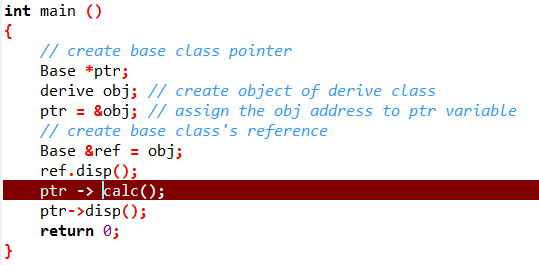 int main ()
{
// create base class pointer
Base *ptr;
derive obj; // create object of derive class
ptr = &obj; // assign the obj address to ptr variable
// create base class's reference
Base &ref = obj;
ref.disp();
ptr -> calc();
ptr->disp();
return 0;
}